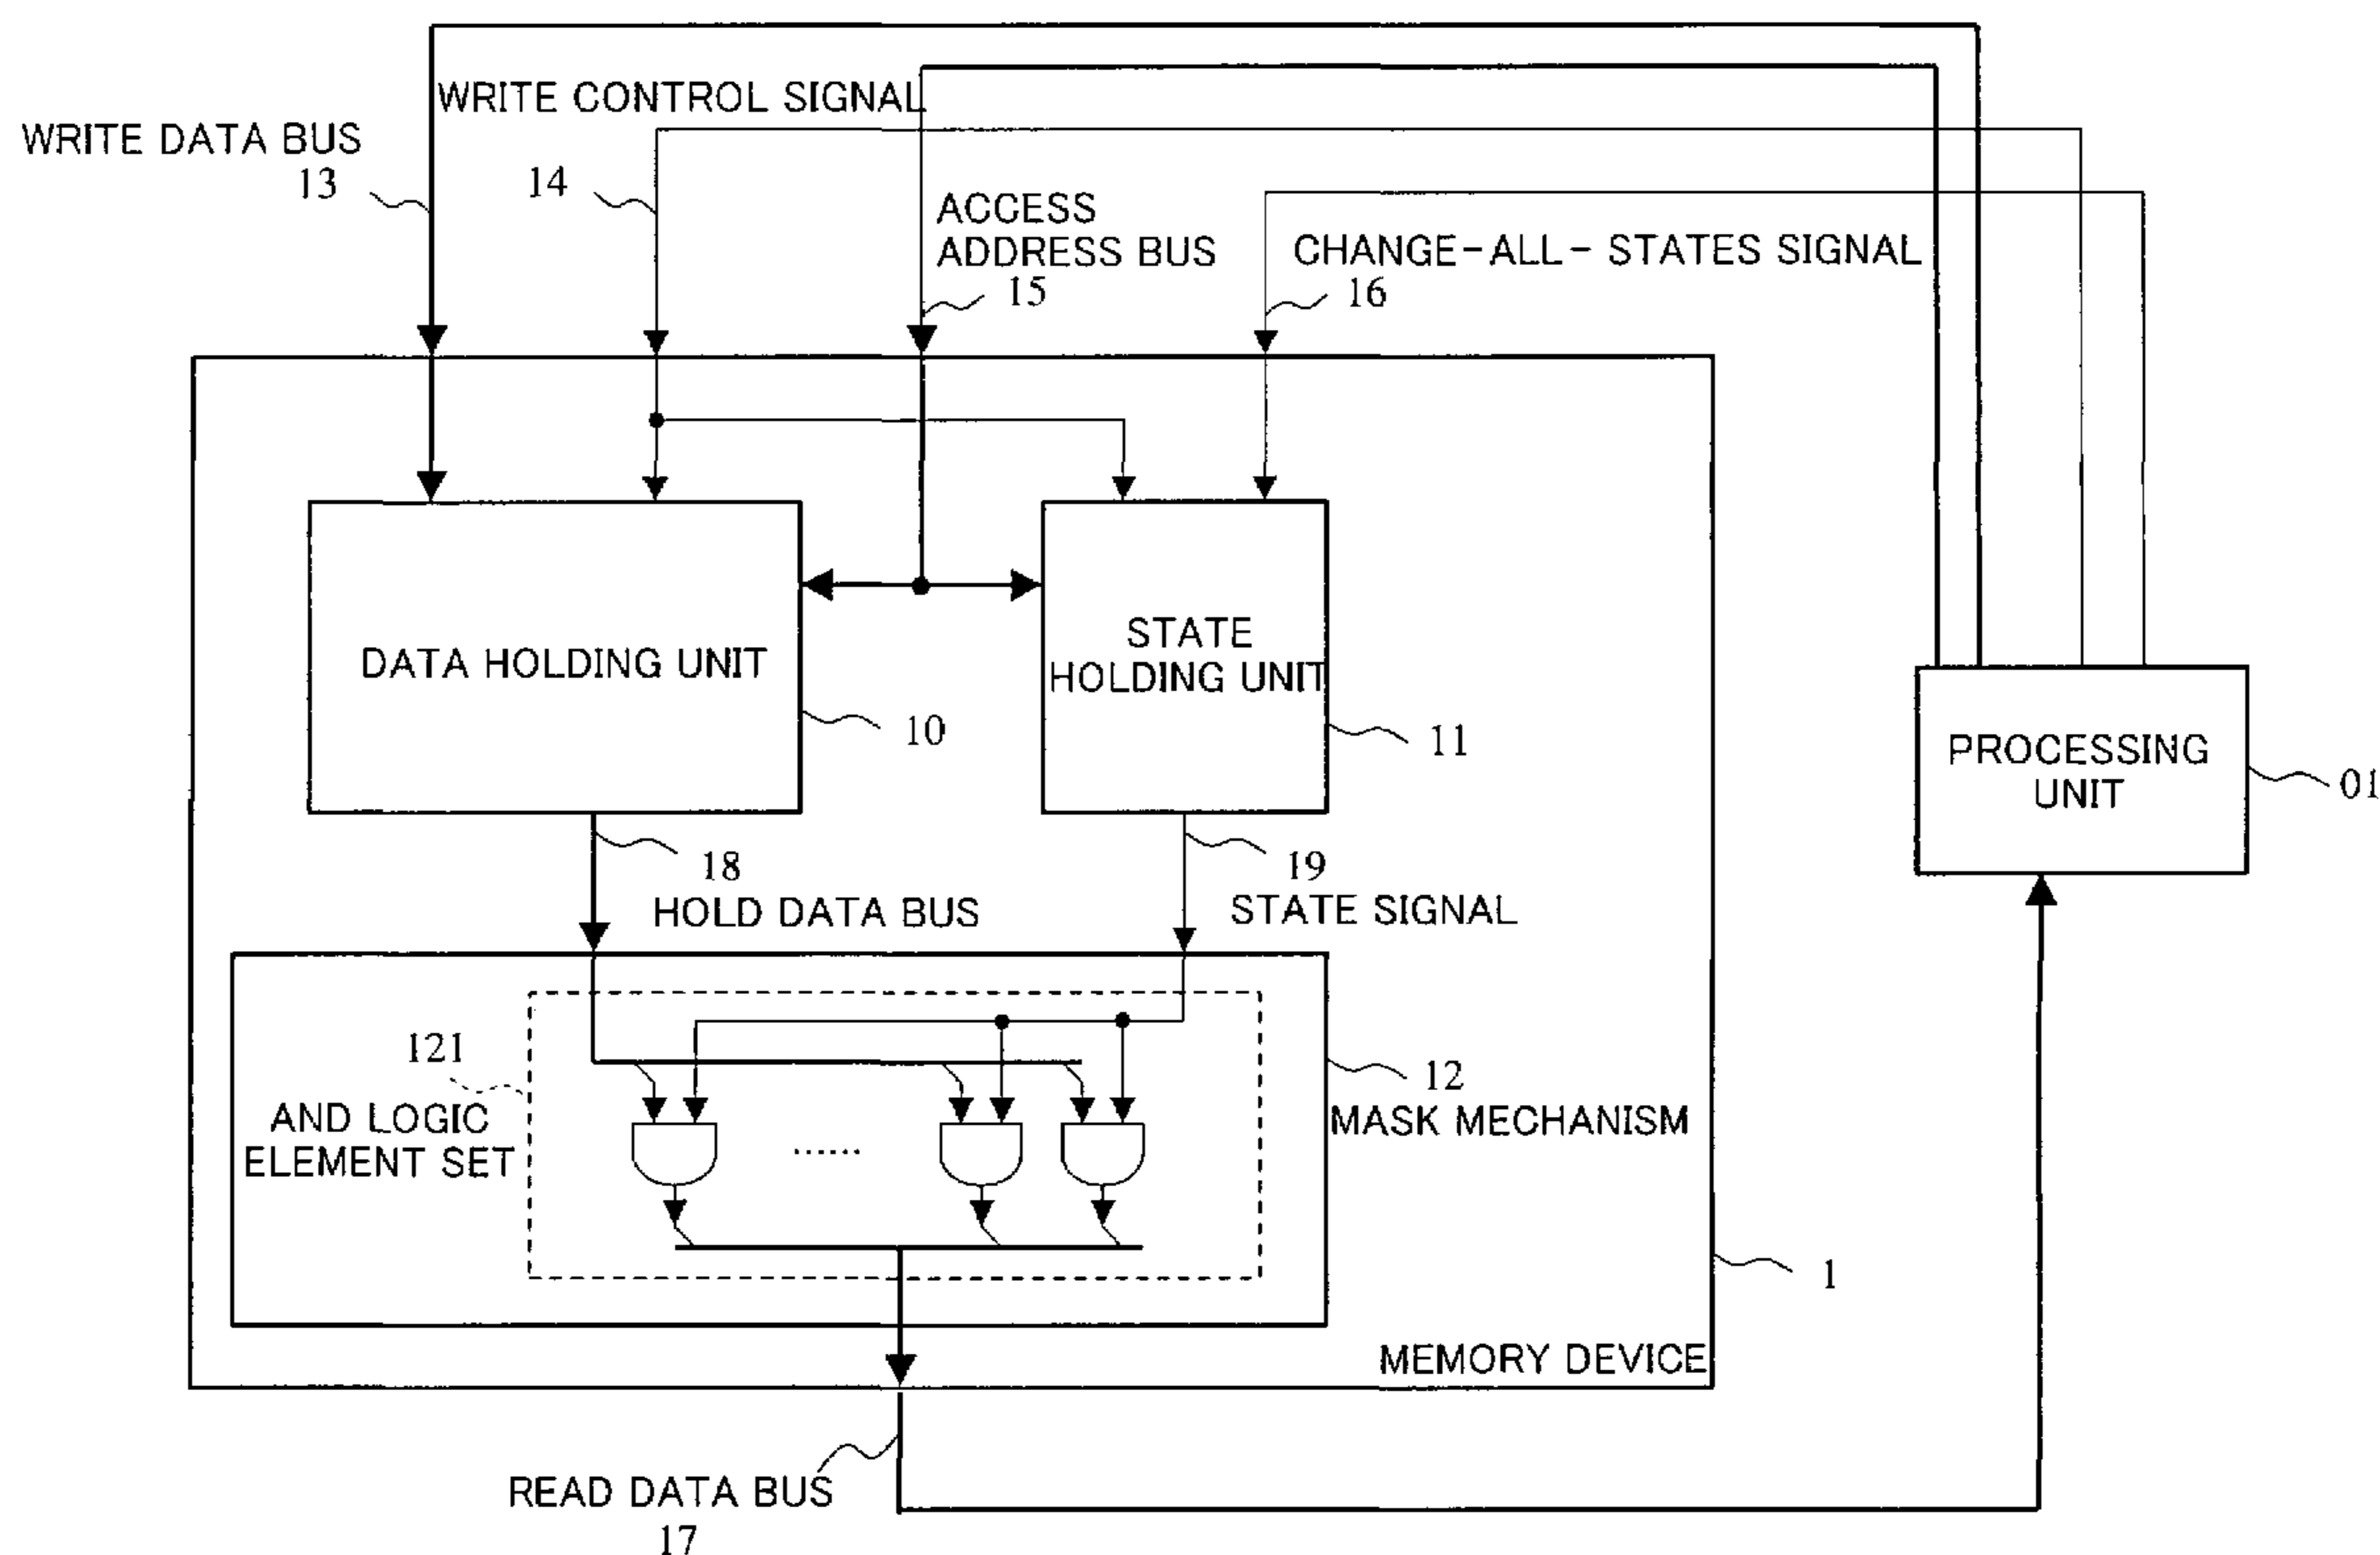 WRITE CONTROL SIGNAL
WRITE DATA BUS
13
14
ACCESS
ADDRESS BUS
15
CHANGE-ALL- STATES SIGNAL
16
DATA HOLDING UNIT
10
STATE
HOLDING UNIT
11
PROCESSING
UNIT
01
18
HOLD DATA BUS
19
STATE SIGNAL
121
AND LOGIC
ELEMENT SET
......
12
MASK MECHANISM
1
MEMORY DEVICE
READ DATA BUS
17